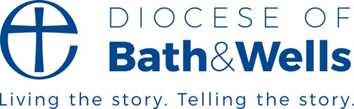 DIOCESE OF
Bath&Wells
Living the story. Telling the story.